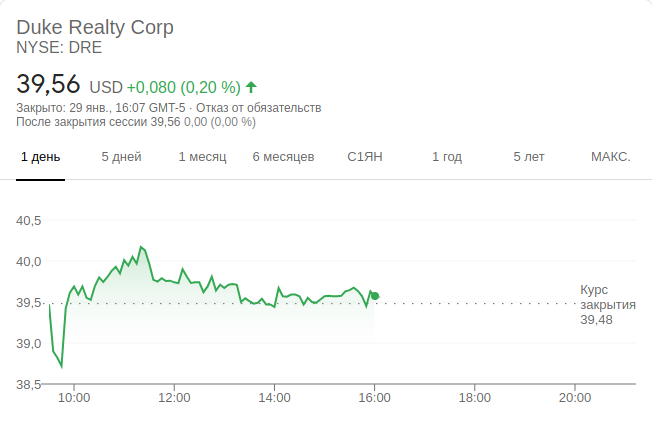 Duke Realty Corp
NYSE: DRE
39,56 USD +0,080 (0,20 %)
Закрыто: 29 янв., 16:07 GMT-5 · Отказ от обязательств
После закрытия сессии 39,56 0,00 (0,00 %)
1 день 5 дней 1 месяц 6 месяцев С1ЯН 1 год 5 лет МАКС.
40,5
40,0
39,5
39,0
38,5
Курс
закрытия
39,48
10:00 12:00 14:00 16:00 18:00 20:00